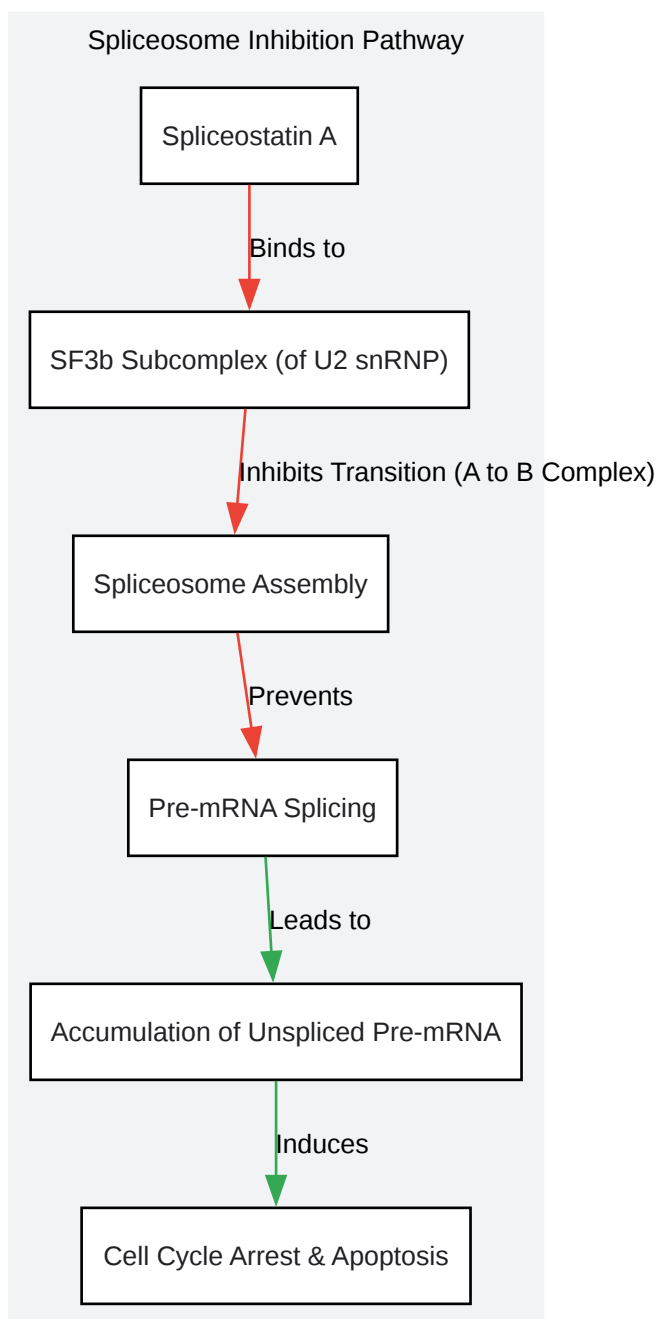 Spliceosome Inhibition Pathway
Spliceostatin A
Binds to
SF3b Subcomplex (of U2 snRNP)
Inhibits Transition (A to B Complex)
Spliceosome Assembly
Prevents
Pre-mRNA Splicing
Leads to
Accumulation of Unspliced Pre-mRNA
Induces
Cell Cycle Arrest & Apoptosis